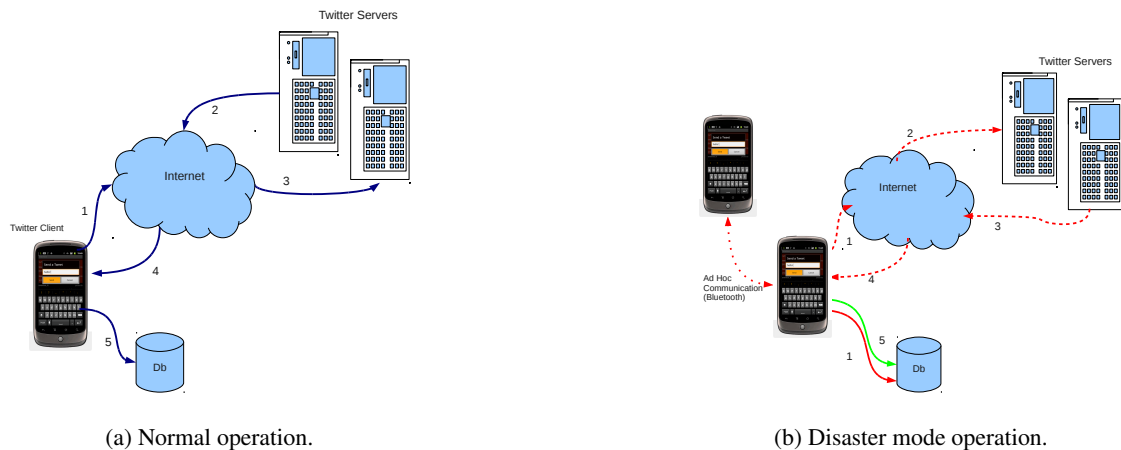 Twitter Servers
2
Internet
3
1
Twitter Client
4
5
Db
(a) Normal operation.
Twitter Servers
2
Internet
1
3
4
Ad Hoc
Communication
(Bluetooth)
5
1
Db
(b) Disaster mode operation.